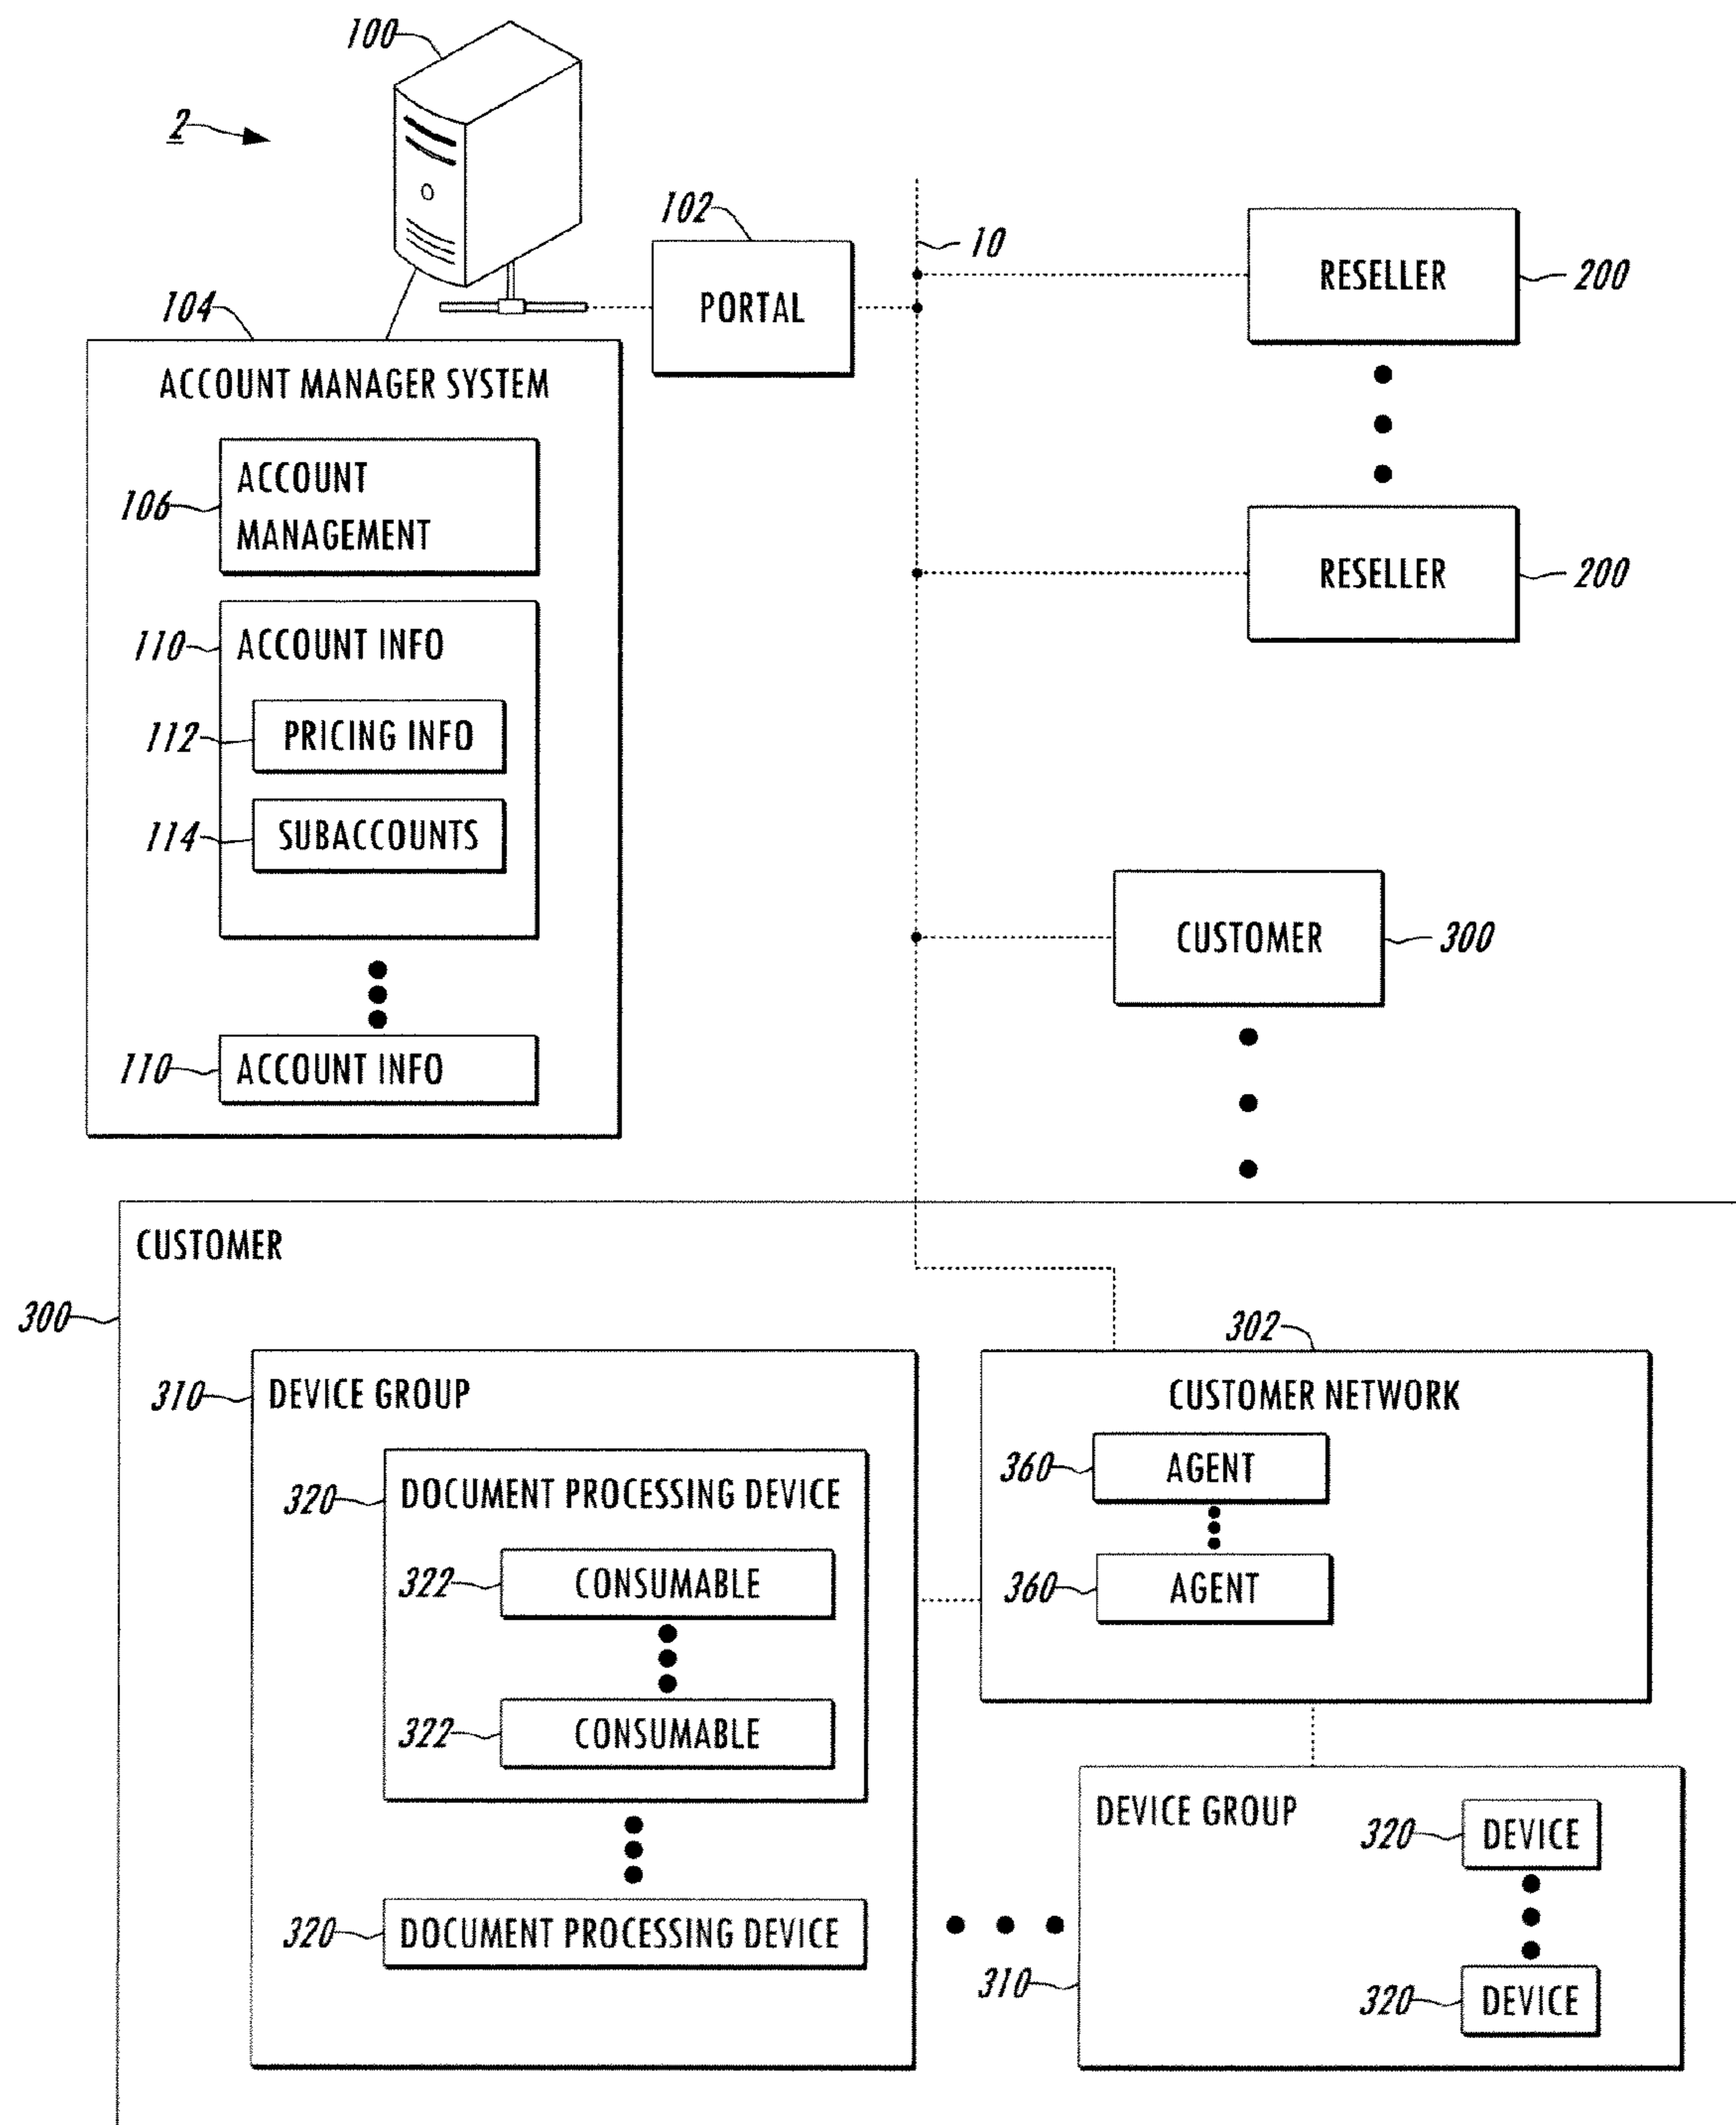 100
2
102
10
RESELLER
200
PORTAL
104
ACCOUNT MANAGER SYSTEM
ACCOUNT
MANAGEMENT
106
RESELLER
200
110
ACCOUNT INFO
112
PRICING INFO
114
SUBACCOUNTS
CUSTOMER
300
110
ACCOUNT INFO
CUSTOMER
300
302
310
DEVICE GROUP
CUSTOMER NETWORK
320
DOCUMENT PROCESSING DEVICE
360
AGENT
322
CONSUMABLE
360
AGENT
322
CONSUMABLE
DEVICE GROUP
320
DEVICE
320
DOCUMENT PROCESSING DEVICE
310
320
DEVICE